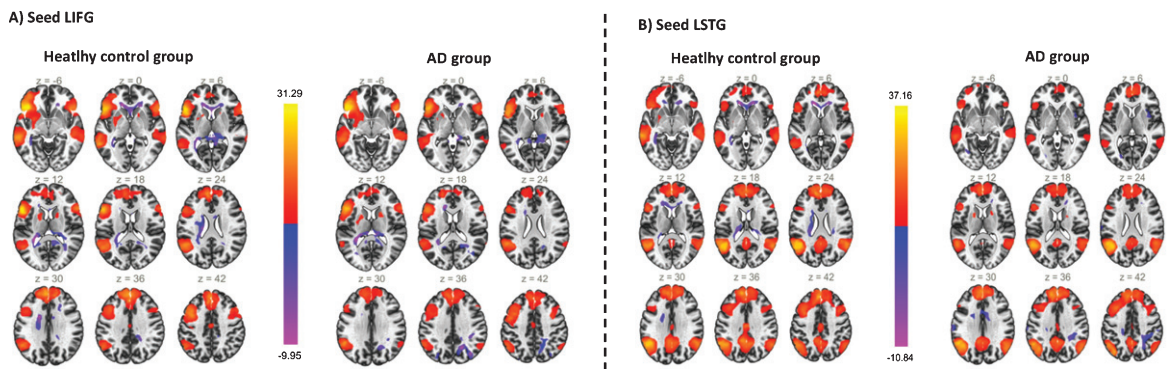 A) Seed LIFG
Heatlhy control group
AD group
z = -6 z = 0 z = 6
z = 12 z = 18 z = 24
z = 30 z = 36 z = 42
31.29
-9.95
z = -6 z = 0 z = 6
z = 12 z = 18 z = 24
z = 30 z = 36 z = 42
B) Seed LSTG
Heatlhy control group
AD group
z = -6 z = 0 z = 6
z = 12 z = 18 z = 24
z = 30 z = 36 z = 42
37.16
-10.84
z = -6 z = 0 z = 6
z = 12 z = 18 z = 24
z = 30 z = 36 z = 42